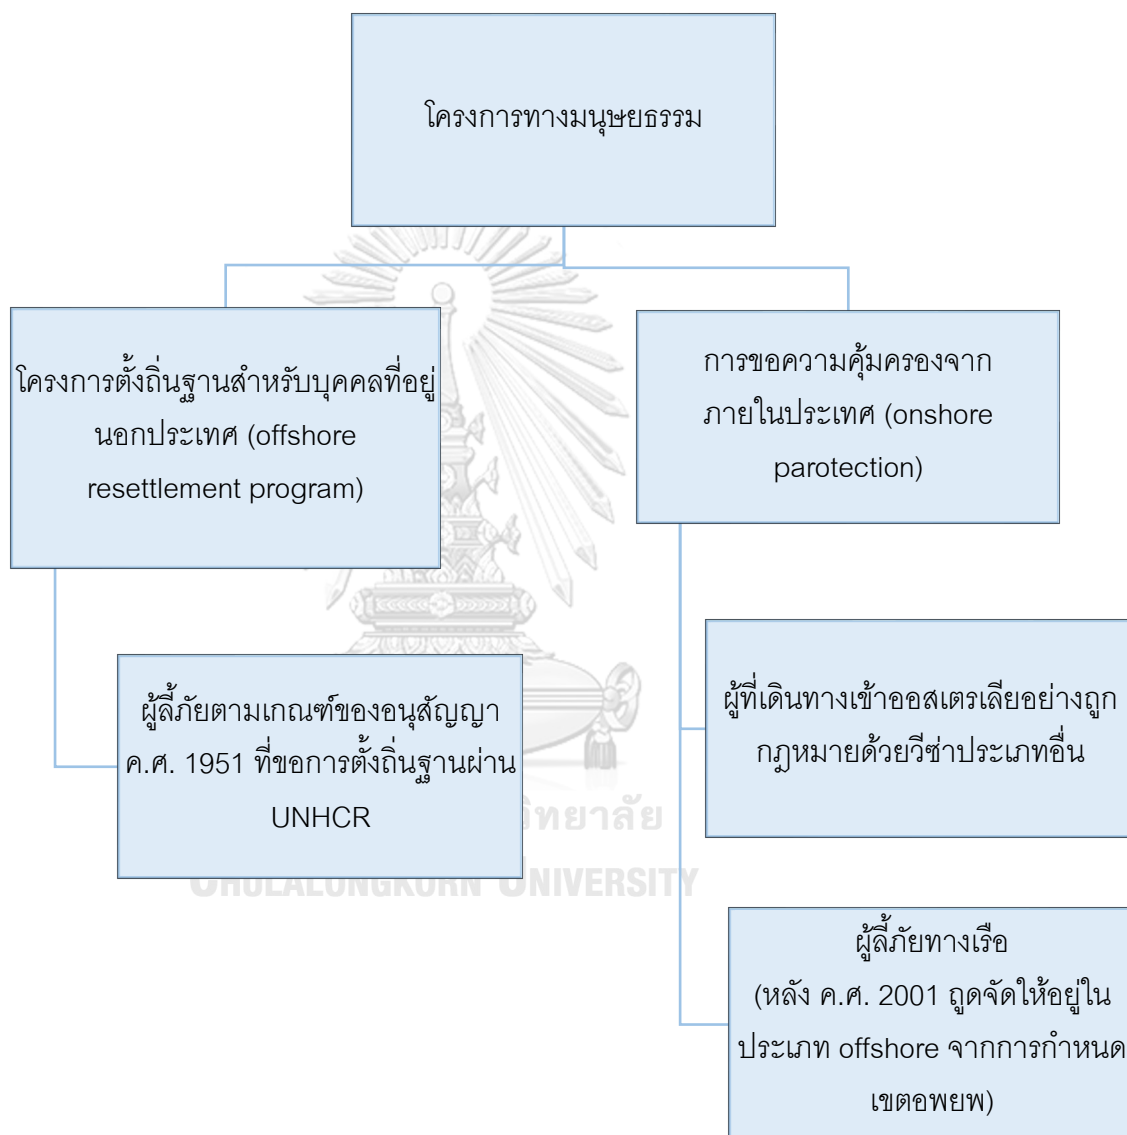 โครงการทางมนุษยธรรม
โครงการตั้งถิ่นฐานสำหรับบุคคลที่อยู่
นอกประเทศ (offshore
resettlement program)
การขอความคุ้มครองจาก
ภายในประเทศ (onshore
parotection)
ผู้ลี้ภัยตามเกณฑ์ของอนุสัญญา
ค.ศ. 1951 ที่ขอการตั้งถิ่นฐานผ่าน
UNHCR
ผู้ที่เดินทางเข้าออสเตรเลียอย่างถูก
กฎหมายด้วยวีซ่าประเภทอื่น
ผู้ลี้ภัยทางเรือ
(หลัง ค.ศ. 2001 ถูดจัดให้อยู่ใน
ประเภท offshore จากการกำหนด
เขตอพยพ)
วิทยาลัย
CHULALONGKORN UNIVERSITY